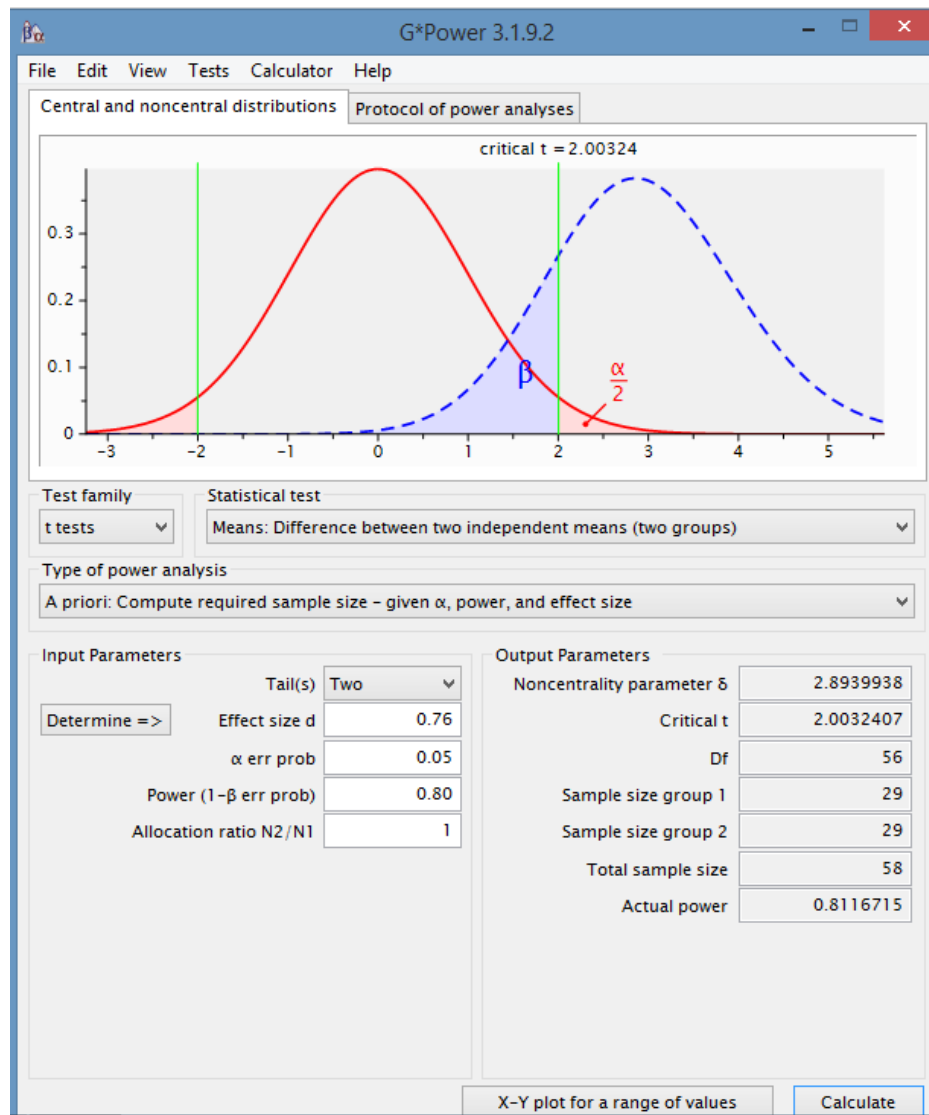 βα G*Power 3.1.9.2
File Edit View Tests Calculator Help
Central and noncentral distributions Protocol of power analyses
critical t = 2.00324
0.3
0.2
0.1
0
β
α
2
-3 -2 -1 0 1 2 3 4 5
Test family Statistical test
t tests Means: Difference between two independent means (two groups)
Type of power analysis
A priori: Compute required sample size – given α, power, and effect size
Input Parameters Output Parameters
Tail(s) Two Noncentrality parameter δ 2.8939938
Determine => Effect size d 0.76 Critical t 2.0032407
α err prob 0.05 Df 56
Power (1-β err prob) 0.80 Sample size group 1 29
Allocation ratio N2/N1 1 Sample size group 2 29
Total sample size 58
Actual power 0.8116715
X-Y plot for a range of values Calculate